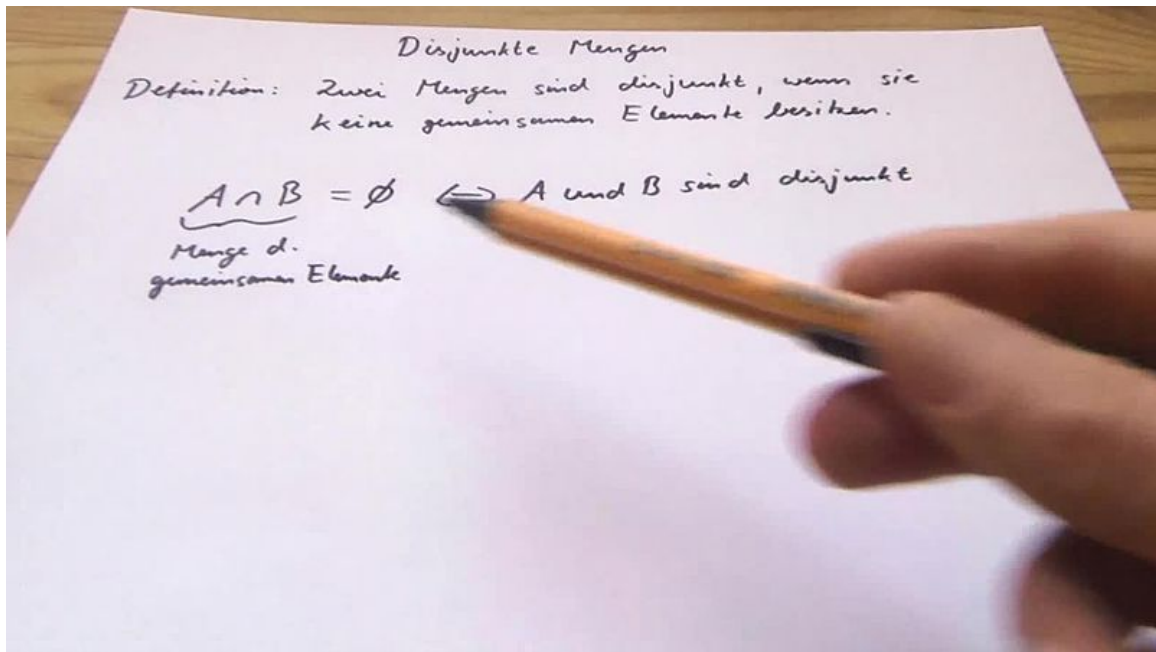 Disjunkte Mengen
Definition: Zwei Mengen sind disjunkt, wenn sie
keine gemeinsamen Elemente besitzen.
A ∩ B = ∅ ⇔ A und B sind disjunkt
Menge d.
gemeinsamen Elemente